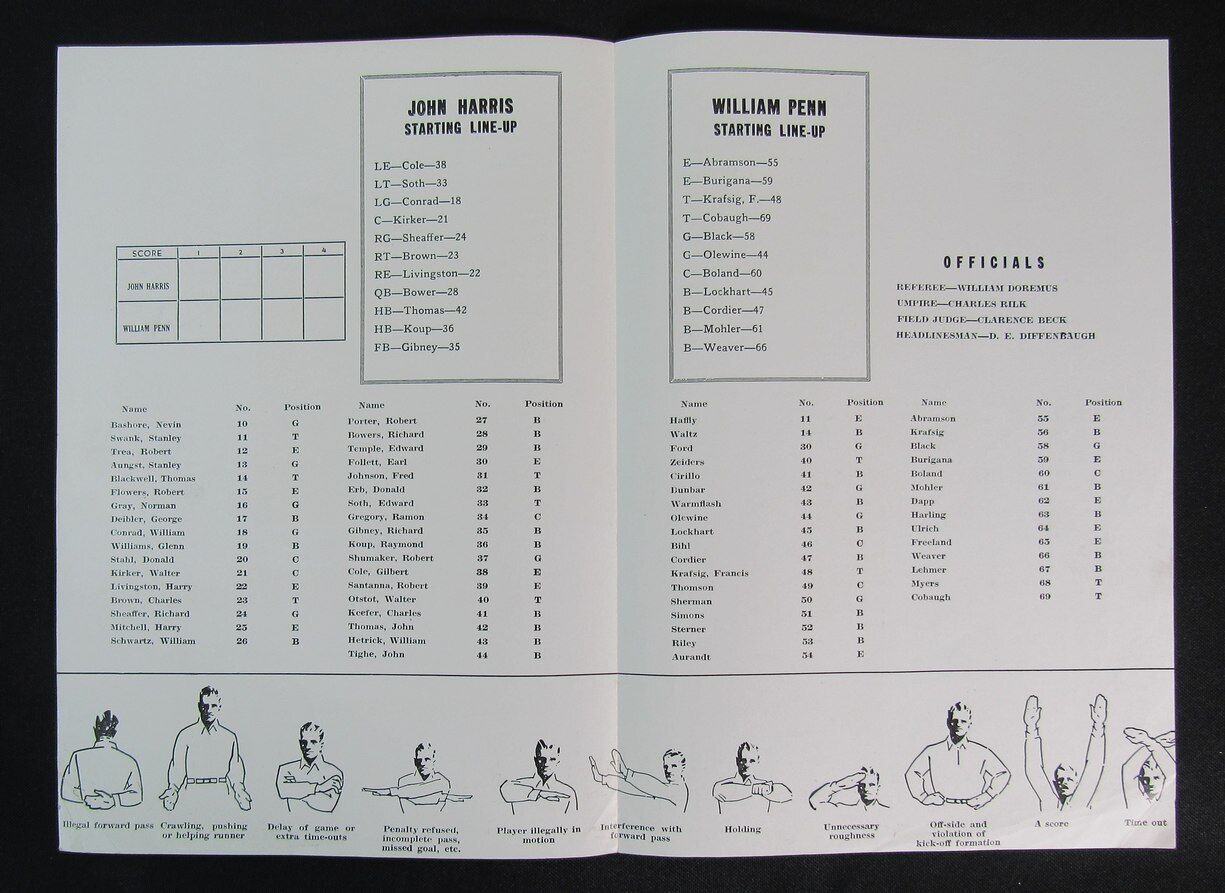 JOHN HARRIS
STARTING LINE-UP
LE—Cole—38
LT—Soth—33
LG—Conrad—18
C—Kirker—21
RG—Sheaffer—24
RT—Brown—23
RE—Livingston—22
QB—Bower—28
HB—Thomas—42
HB—Koup—36
FB—Gibney—35
SCORE 1 2 3 4
JOHN HARRIS
WILLIAM PENN
Name No. Position
Bashore, Nevin 10 G
Swank, Stanley 11 T
Trea, Robert 12 E
Aungst, Stanley 13 G
Blackwell, Thomas 14 T
Flowers, Robert 15 E
Gray, Norman 16 G
Deibler, George 17 B
Conrad, William 18 G
Williams, Glenn 19 B
Stahl, Donald 20 C
Kirker, Walter 21 C
Livingston, Harry 22 E
Brown, Charles 23 T
Sheaffer, Richard 24 G
Mitchell, Harry 25 E
Schwartz, William 26 B
Name No. Position
Porter, Robert 27 B
Bowers, Richard 28 B
Temple, Edward 29 B
Follett, Earl 30 E
Johnson, Fred 31 T
Erb, Donald 32 B
Soth, Edward 33 T
Gregory, Ramon 34 C
Gibney, Richard 35 B
Koup, Raymond 36 B
Shumaker, Robert 37 G
Cole, Gilbert 38 E
Santanna, Robert 39 E
Otstot, Walter 40 T
Keefer, Charles 41 B
Thomas, John 42 B
Hetrick, William 43 B
Tighe, John 44 B
WILLIAM PENN
STARTING LINE-UP
E—Abramson—55
E—Burigana—59
T—Krafsig, F.—48
T—Cobaugh—69
G—Black—58
G—Olewine—44
C—Boland—60
B—Lockhart—45
B—Cordier—47
B—Mohler—61
B—Weaver—66
OFFICIALS
REFEREE—WILLIAM DOREMUS
UMPIRE—CHARLES RILK
FIELD JUDGE—CLARENCE BECK
HEADLINESMAN—D. E. DIFFENBAUGH
Name No. Position
Haffly 11 E
Waltz 14 B
Ford 30 G
Zeiders 40 T
Cirillo 41 B
Dunbar 42 G
Warmflash 43 B
Olewine 44 G
Lockhart 45 B
Bihl 46 C
Cordier 47 B
Krafsig, Francis 48 T
Thomson 49 C
Sherman 50 G
Simons 51 B
Sterner 52 B
Riley 53 B
Aurandt 54 E
Name No. Position
Abramson 55 E
Krafsig 56 B
Black 58 G
Burigana 59 E
Boland 60 C
Mohler 61 B
Dapp 62 E
Harling 63 B
Ulrich 64 E
Freeland 65 E
Weaver 66 B
Lehmer 67 B
Myers 68 T
Cobaugh 69 T
Illegal forward pass
Crawling, pushing
or helping runner
Delay of game or
extra time-outs
Penalty refused,
incomplete pass,
missed goal, etc.
Player illegally in
motion
Interference with
forward pass
Holding
Unnecessary
roughness
Off-side and
violation of
kick-off formation
A score
Time out